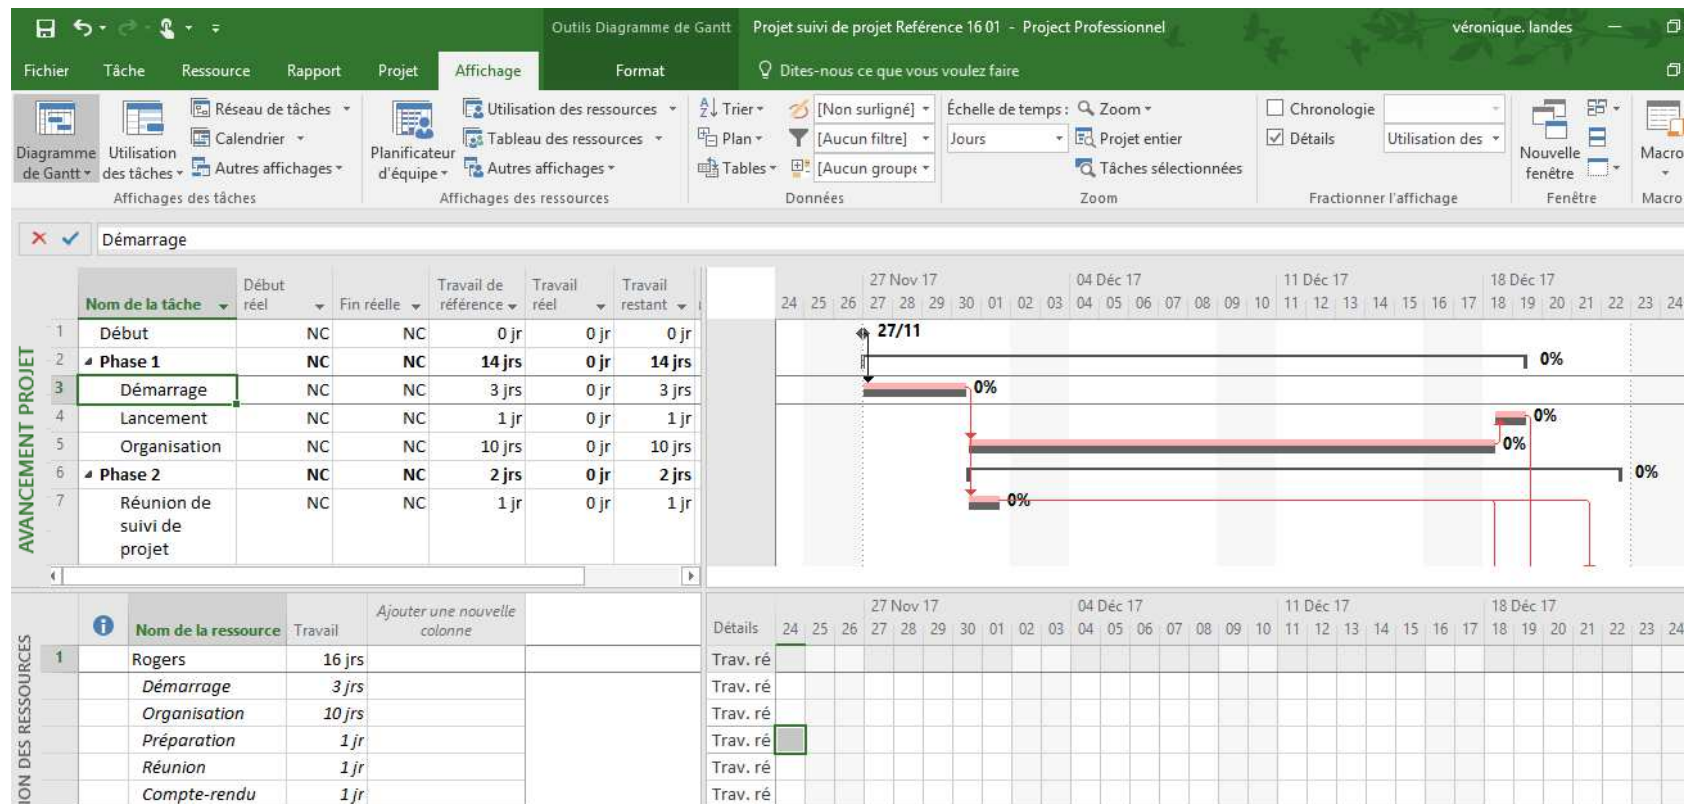 Outils Diagramme de Gantt Projet suivi de projet Reférence 16 01 - Project Professionnel véronique. landes
Fichier Tâche Ressource Rapport Projet Affichage Format Dites-nous ce que vous voulez faire
Diagramme de Gantt
Utilisation des tâches
Réseau de tâches
Calendrier
Autres affichages
Affichages des tâches
Planificateur d'équipe
Utilisation des ressources
Tableau des ressources
Autres affichages
Affichages des ressources
Trier [Non surligné]
Plan [Aucun filtre]
Tables [Aucun groupe
Données
Échelle de temps : Zoom
Jours Projet entier
Tâches sélectionnées
Zoom
Chronologie
Détails Utilisation des
Fractionner l'affichage
Nouvelle fenêtre
Fenêtre
Macro
Macro
Démarrage
AVANCEMENT PROJET
Nom de la tâche Début réel Fin réelle Travail de référence Travail réel Travail restant
1 Début NC NC 0 jr 0 jr 0 jr
2 Phase 1 NC NC 14 jrs 0 jr 14 jrs
3 Démarrage NC NC 3 jrs 0 jr 3 jrs
4 Lancement NC NC 1 jr 0 jr 1 jr
5 Organisation NC NC 10 jrs 0 jr 10 jrs
6 Phase 2 NC NC 2 jrs 0 jr 2 jrs
7 Réunion de suivi de projet NC NC 1 jr 0 jr 1 jr
27 Nov 17 04 Déc 17 11 Déc 17 18 Déc 17
24 25 26 27 28 29 30 01 02 03 04 05 06 07 08 09 10 11 12 13 14 15 16 17 18 19 20 21 22 23 24
27/11
0%
0%
0%
0%
0%
0%
ION DES RESSOURCES
Nom de la ressource Travail Ajouter une nouvelle colonne
1 Rogers 16 jrs
Démarrage 3 jrs
Organisation 10 jrs
Préparation 1 jr
Réunion 1 jr
Compte-rendu 1 jr
27 Nov 17 04 Déc 17 11 Déc 17 18 Déc 17
Détails 24 25 26 27 28 29 30 01 02 03 04 05 06 07 08 09 10 11 12 13 14 15 16 17 18 19 20 21 22 23 24
Trav. ré
Trav. ré
Trav. ré
Trav. ré
Trav. ré
Trav. ré